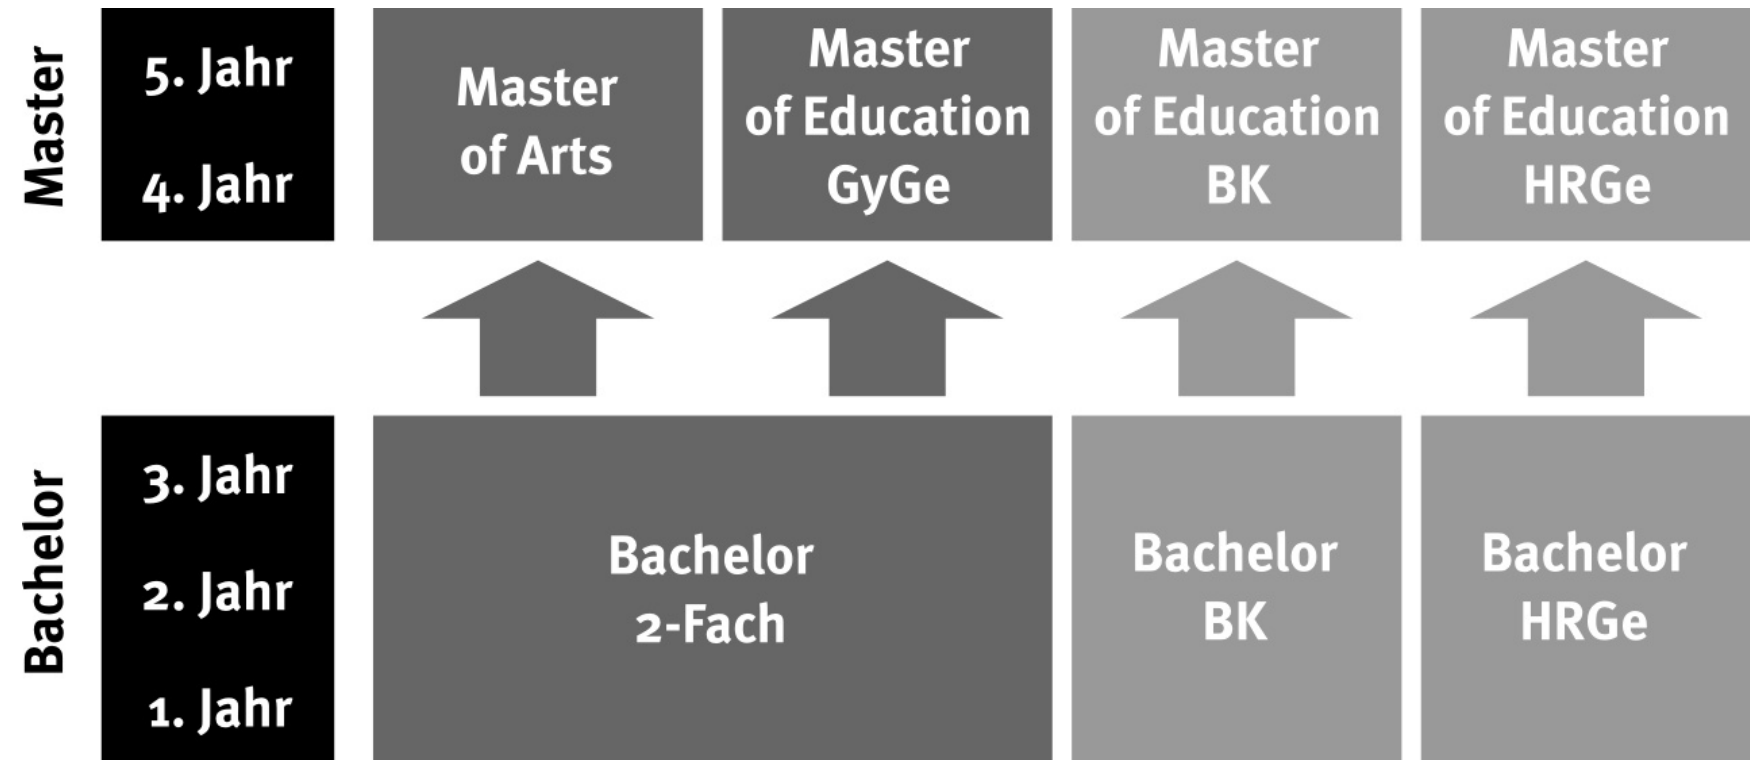 Master
5. Jahr
4. Jahr
Master
of Arts
Master
of Education
GyGe
Master
of Education
BK
Master
of Education
HRGe
Bachelor
3. Jahr
2. Jahr
1. Jahr
Bachelor
2-Fach
Bachelor
BK
Bachelor
HRGe